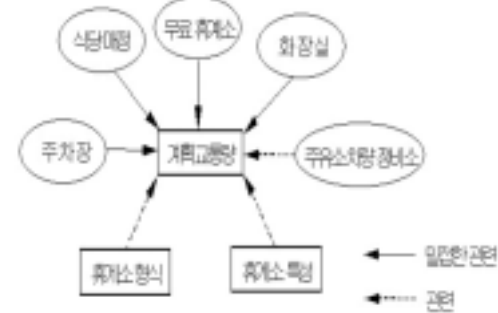 식당매점
무료 휴게소
화장실
주차장
계획교통량
주유소차량 정비소
휴게소 형식
휴게소 특성
밀접한 관련
관련